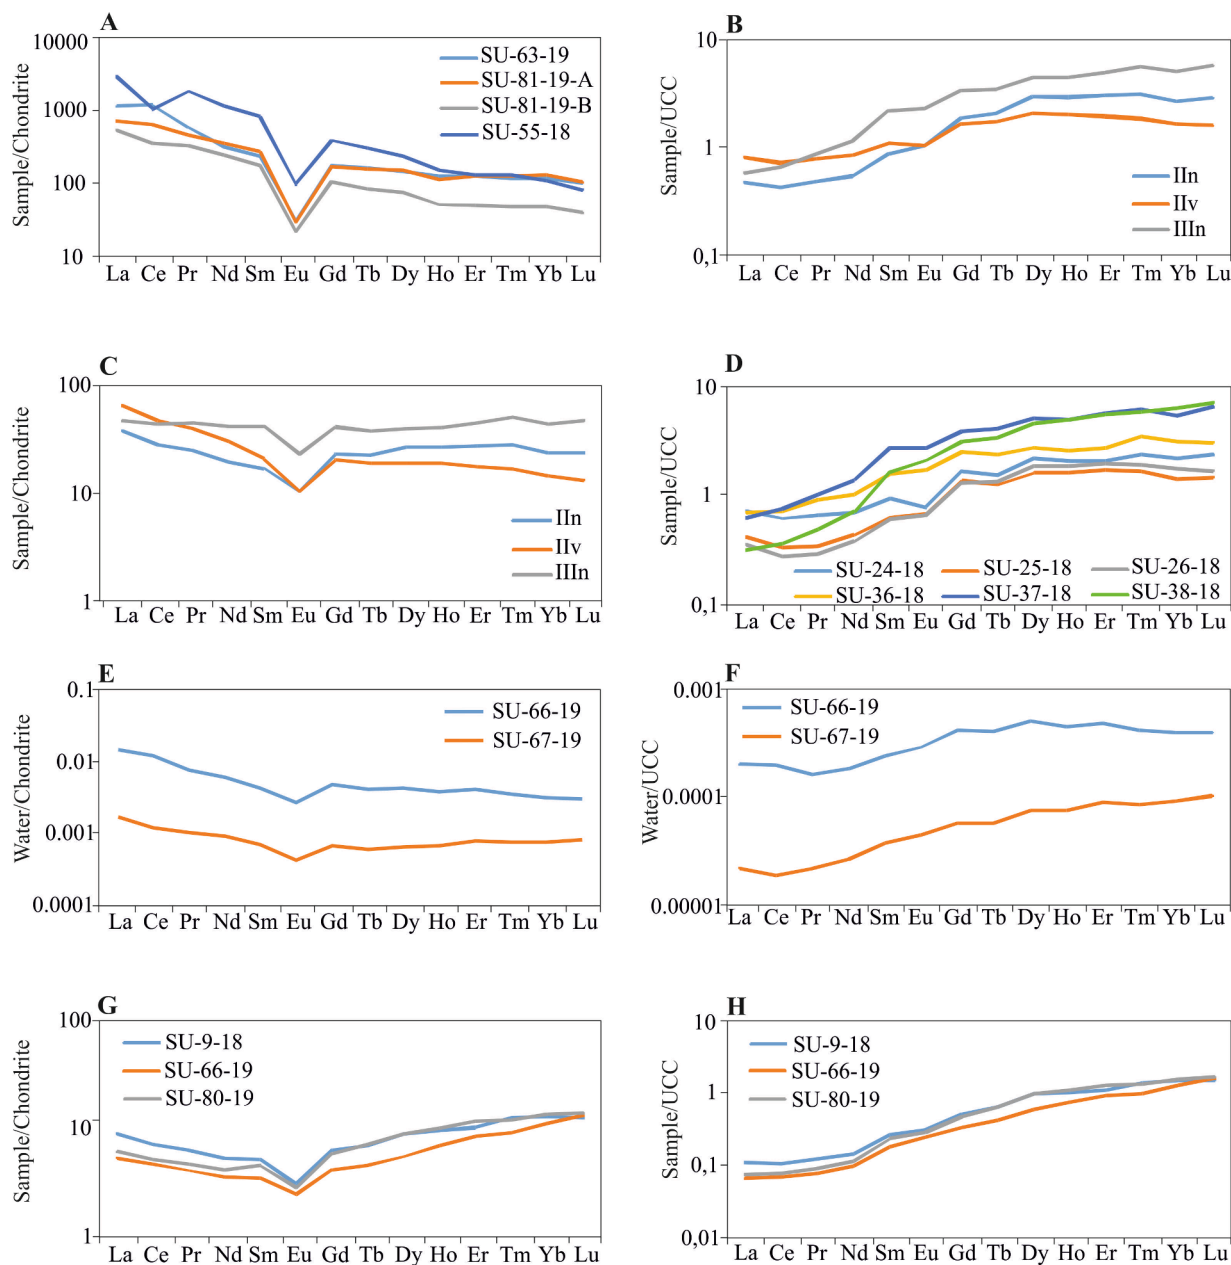 A
10000
1000
100
10
Sample/Chondrite
SU-63-19
SU-81-19-A
SU-81-19-B
SU-55-18
La Ce Pr Nd Sm Eu Gd Tb Dy Ho Er Tm Yb Lu
B
10
1
0,1
Sample/UCC
IIn
IIv
IIIn
La Ce Pr Nd Sm Eu Gd Tb Dy Ho Er Tm Yb Lu
C
100
10
1
Sample/Chondrite
IIn
IIv
IIIn
La Ce Pr Nd Sm Eu Gd Tb Dy Ho Er Tm Yb Lu
D
10
1
0,1
Sample/UCC
SU-24-18 SU-25-18 SU-26-18
SU-36-18 SU-37-18 SU-38-18
La Ce Pr Nd Sm Eu Gd Tb Dy Ho Er Tm Yb Lu
E
0.1
0.01
0.001
0.0001
Water/Chondrite
SU-66-19
SU-67-19
La Ce Pr Nd Sm Eu Gd Tb Dy Ho Er Tm Yb Lu
F
0.001
0.0001
0.00001
Water/UCC
SU-66-19
SU-67-19
La Ce Pr Nd Sm Eu Gd Tb Dy Ho Er Tm Yb Lu
G
100
10
1
Sample/Chondrite
SU-9-18
SU-66-19
SU-80-19
La Ce Pr Nd Sm Eu Gd Tb Dy Ho Er Tm Yb Lu
H
10
1
0,1
0,01
Sample/UCC
SU-9-18
SU-66-19
SU-80-19
La Ce Pr Nd Sm Eu Gd Tb Dy Ho Er Tm Yb Lu